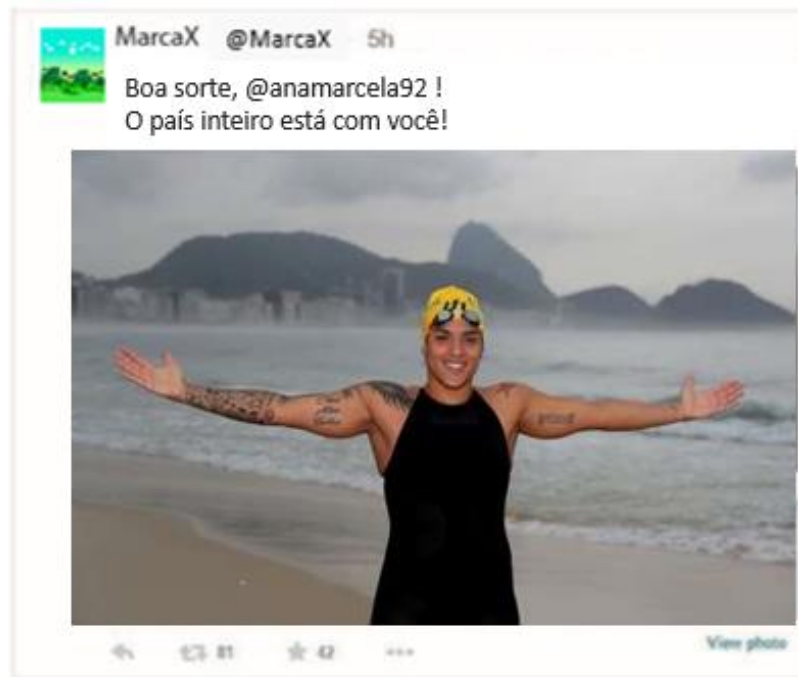 MarcaX @MarcaX 5h
Boa sorte, @anamarcela92 !
O país inteiro está com você!
81 42
View photo